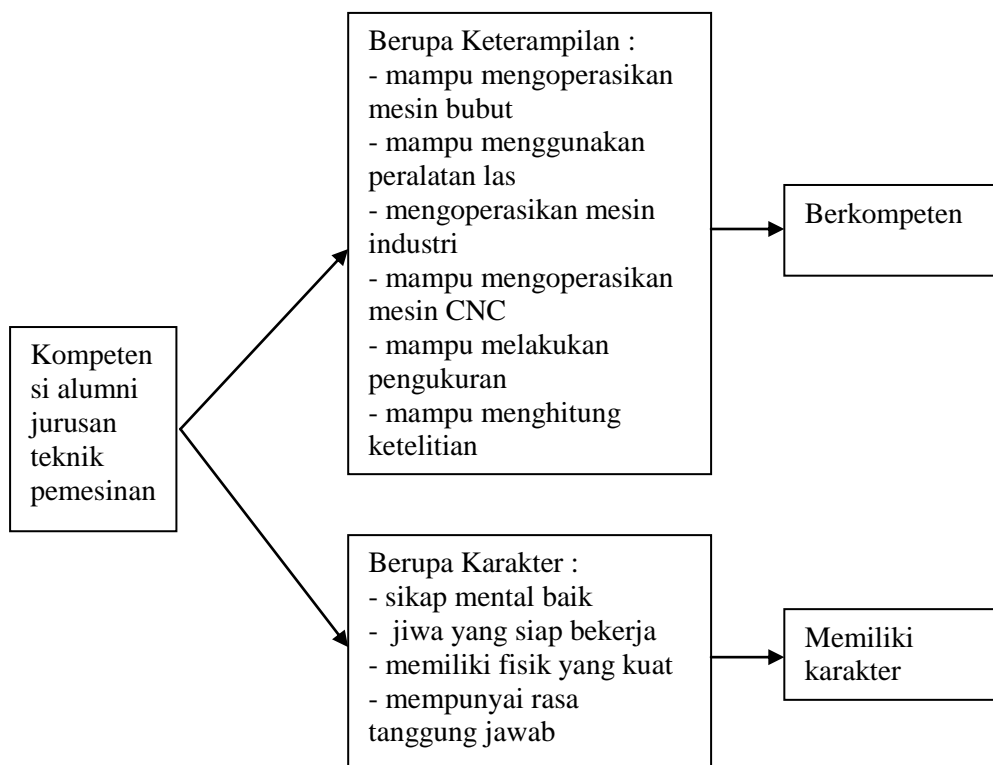 Kompeten
si alumni
jurusan
teknik
pemesinan
Berupa Keterampilan :
- mampu mengoperasikan
mesin bubut
- mampu menggunakan
peralatan las
- mengoperasikan mesin
industri
- mampu mengoperasikan
mesin CNC
- mampu melakukan
pengukuran
- mampu menghitung
ketelitian
Berkompeten
Berupa Karakter :
- sikap mental baik
-  jiwa yang siap bekerja
- memiliki fisik yang kuat
- mempunyai rasa
tanggung jawab
Memiliki
karakter